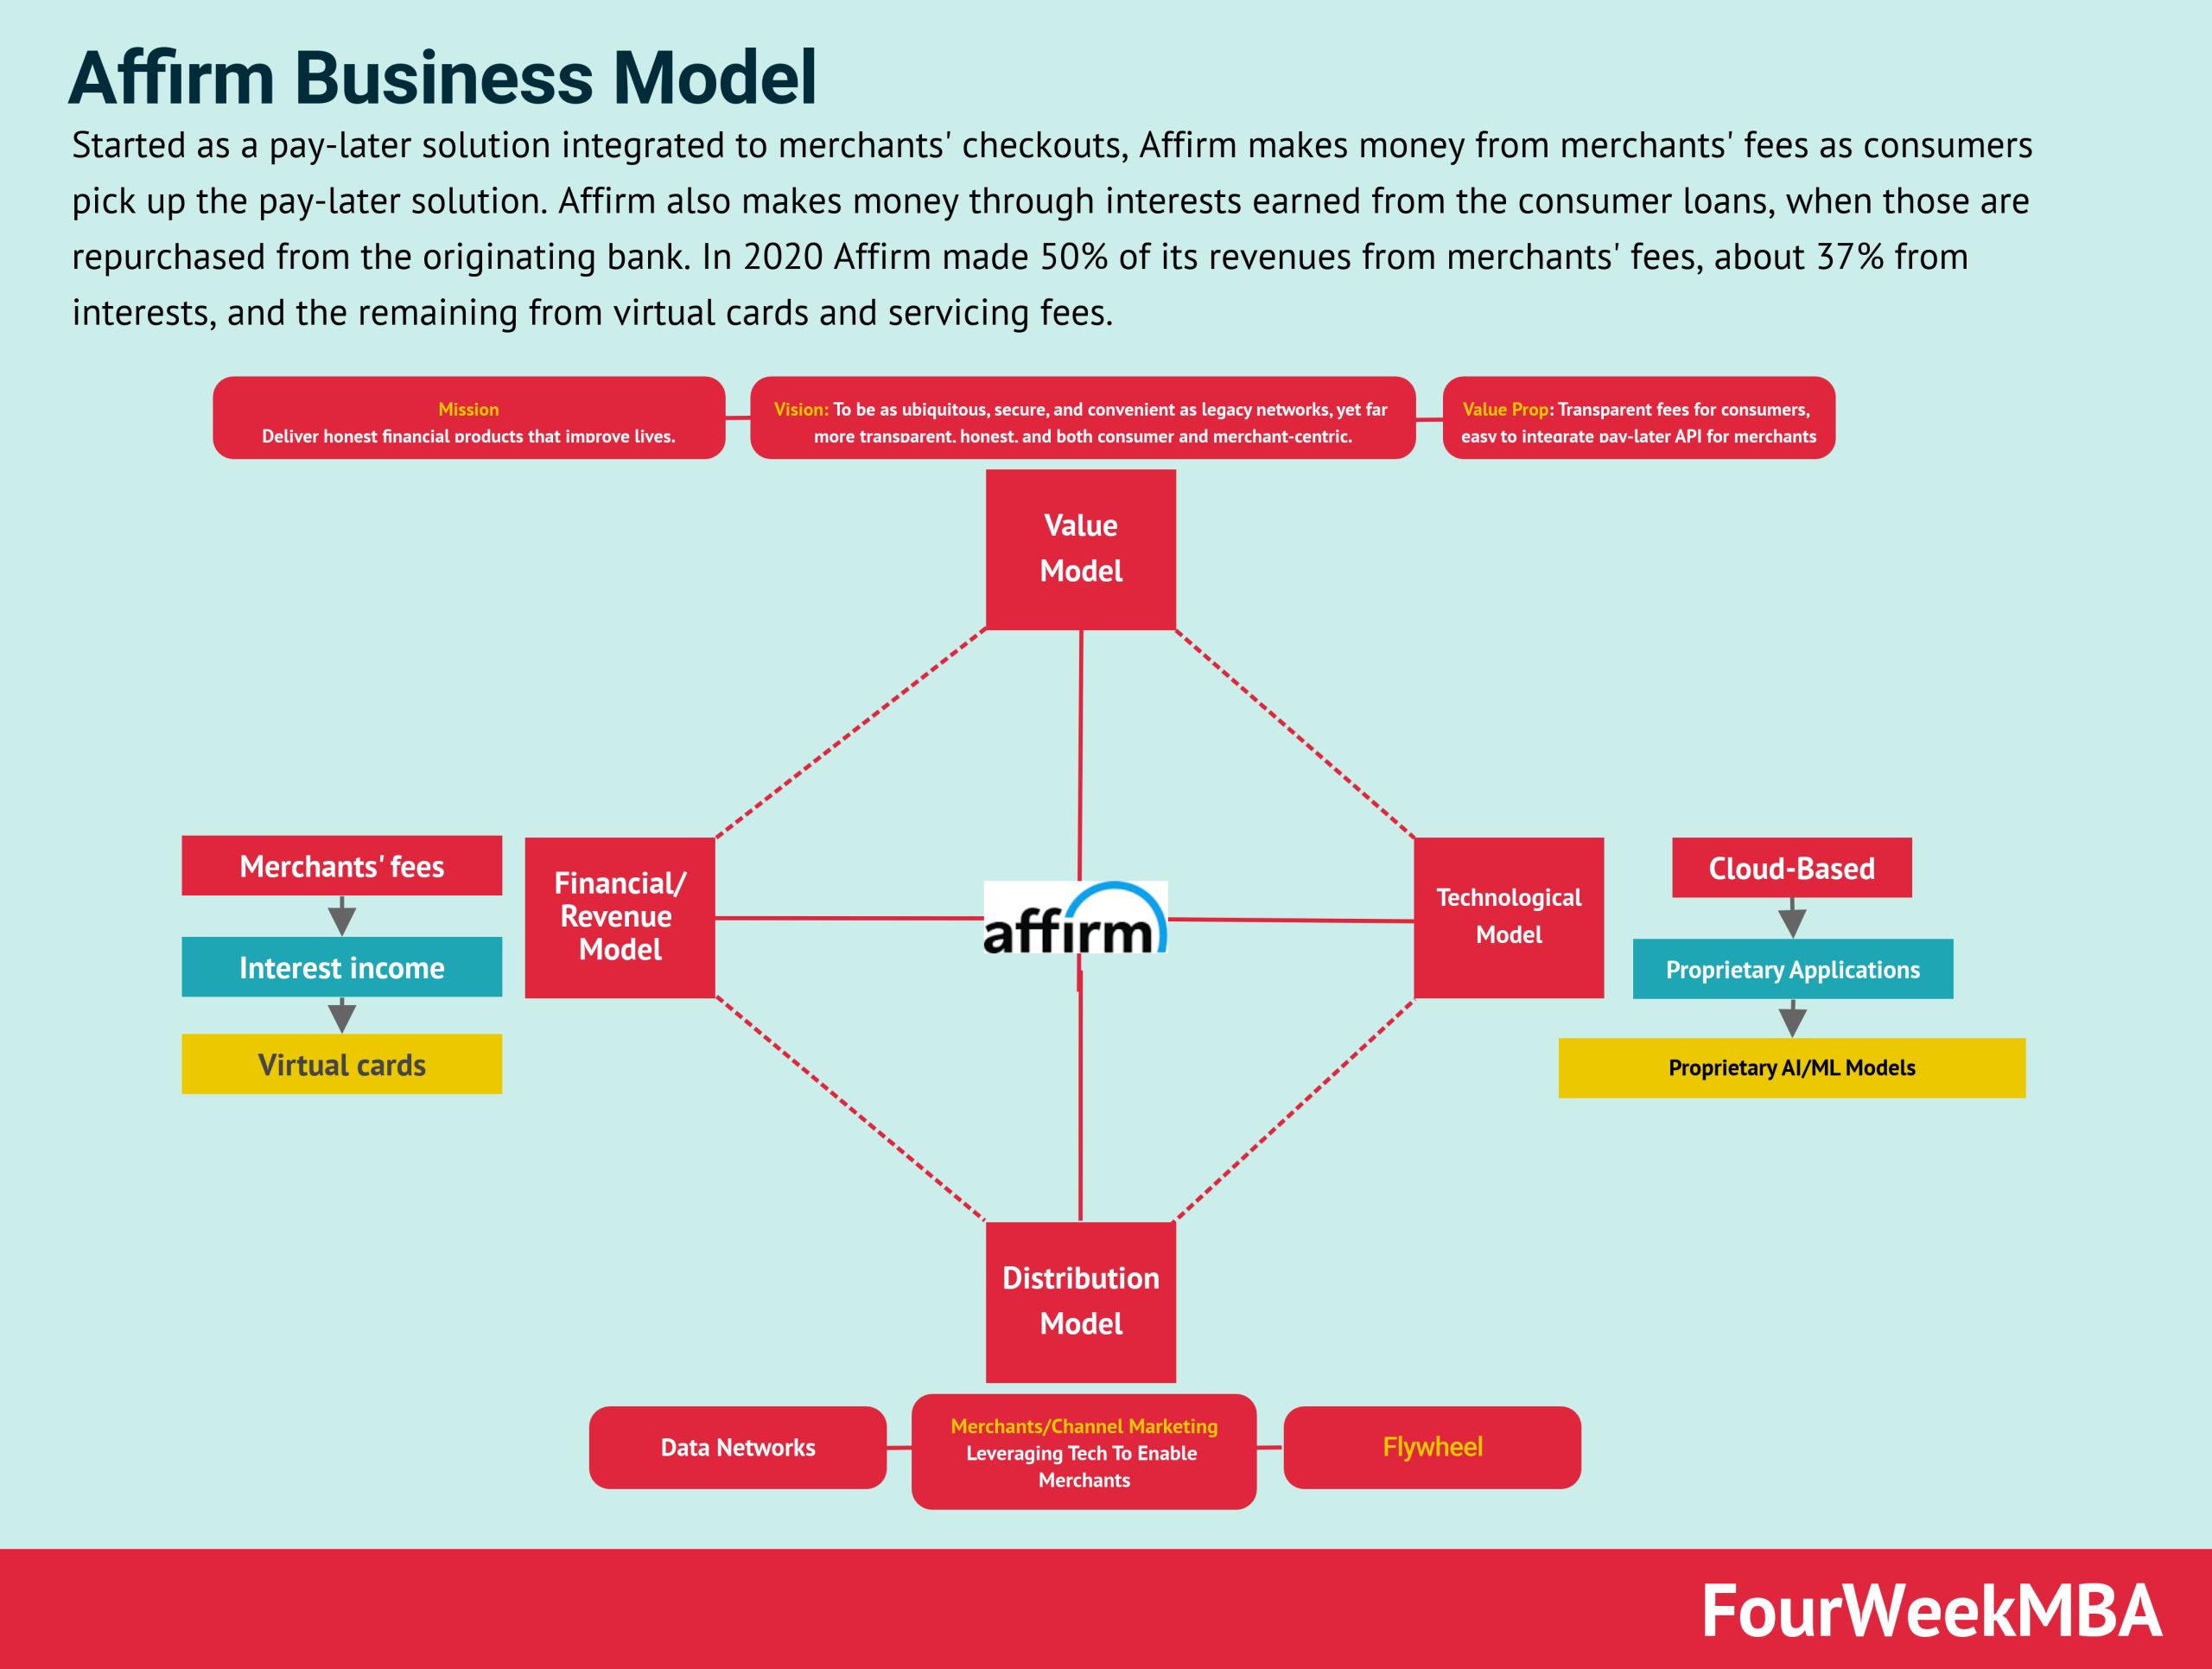 Affirm Business Model
Started as a pay-later solution integrated to merchants' checkouts, Affirm makes money from merchants' fees as consumers
pick up the pay-later solution. Affirm also makes money through interests earned from the consumer loans, when those are
repurchased from the originating bank. In 2020 Affirm made 50% of its revenues from merchants' fees, about 37% from
interests, and the remaining from virtual cards and servicing fees.
Mission
Deliver honest financial products that improve lives.
Vision: To be as ubiquitous, secure, and convenient as legacy networks, yet far
more transparent, honest, and both consumer and merchant-centric.
Value Prop: Transparent fees for consumers,
easy to integrate pay-later API for merchants
Value
Model
Merchants' fees
Interest income
Virtual cards
Financial/
Revenue
Model
affirm
Technological
Model
Cloud-Based
Proprietary Applications
Proprietary AI/ML Models
Distribution
Model
Data Networks
Merchants/Channel Marketing
Leveraging Tech To Enable
Merchants
Flywheel
FourWeekMBA